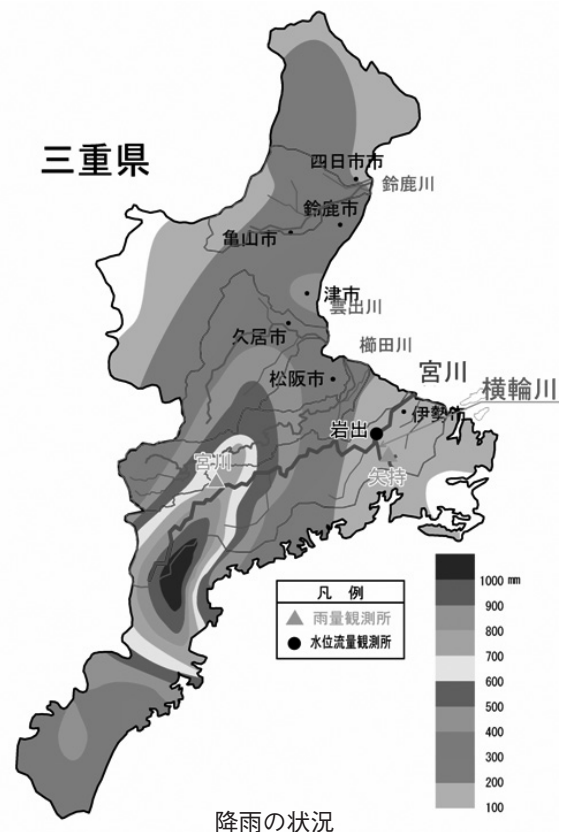 三重県
四日市市
鈴鹿川
鈴鹿市
亀山市
津市
雲出川
久居市
櫛田川
松阪市
宮川
横輪川
伊勢市
岩出
宮川
矢持
凡 例
雨量観測所
水位流量観測所
1000 mm
900
800
700
600
500
400
300
200
100
降雨の状況